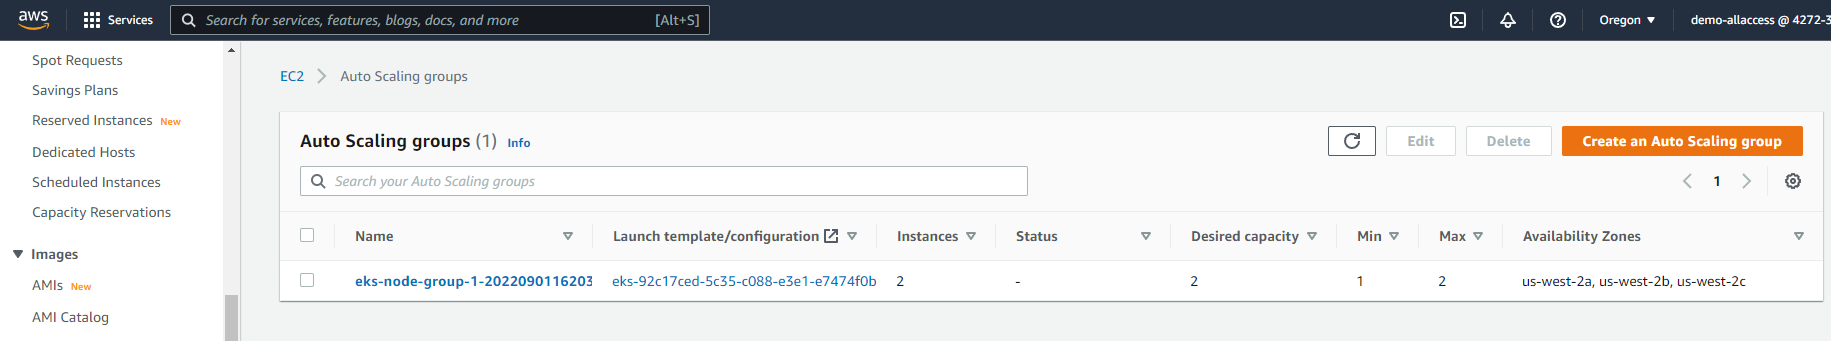 aws Services Search for services, features, blogs, docs, and more [Alt+S] Oregon demo-allaccess @ 4272-3
Spot Requests
Savings Plans
Reserved Instances New
Dedicated Hosts
Scheduled Instances
Capacity Reservations
Images
AMIs New
AMI Catalog
EC2 Auto Scaling groups
Auto Scaling groups (1) Info Edit Delete Create an Auto Scaling group
Search your Auto Scaling groups 1
Name Launch template/configuration Instances Status Desired capacity Min Max Availability Zones
eks-node-group-1-2022090116203 eks-92c17ced-5c35-c088-e3e1-e7474f0b 2 - 2 1 2 us-west-2a, us-west-2b, us-west-2c